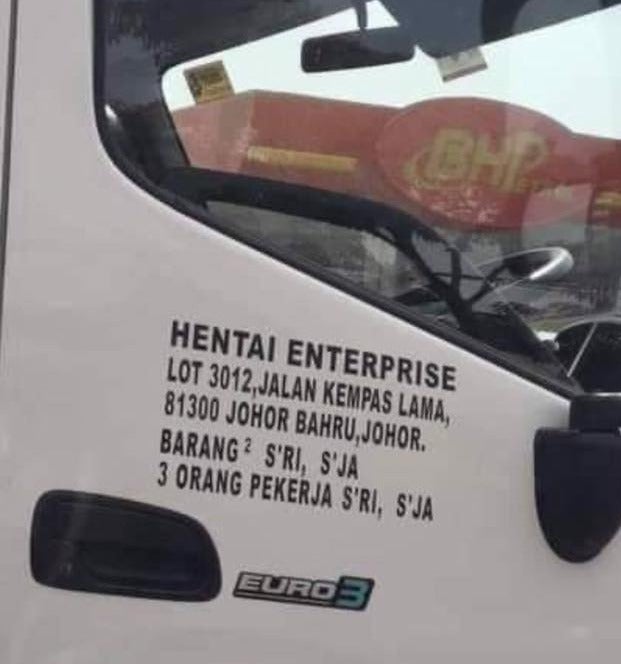 BHP
HENTAI ENTERPRISE
LOT 3012,JALAN KEMPAS LAMA,
81300 JOHOR BAHRU,JOHOR.
BARANG² S'RI, S'JA
3 ORANG PEKERJA S'RI, S'JA
EURO3